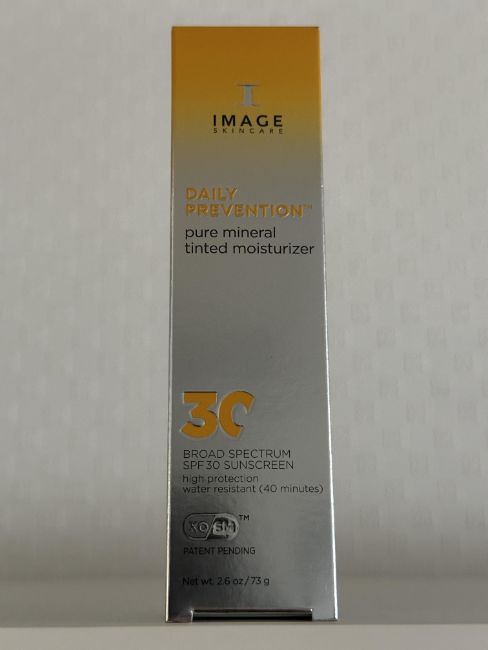 I
IMAGE
SKINCARE
DAILY
PREVENTION™
pure mineral
tinted moisturizer
30
BROAD SPECTRUM
SPF 30 SUNSCREEN
high protection
water resistant (40 minutes)
XO/SM™
PATENT PENDING
Net wt. 2.6 oz/73 g